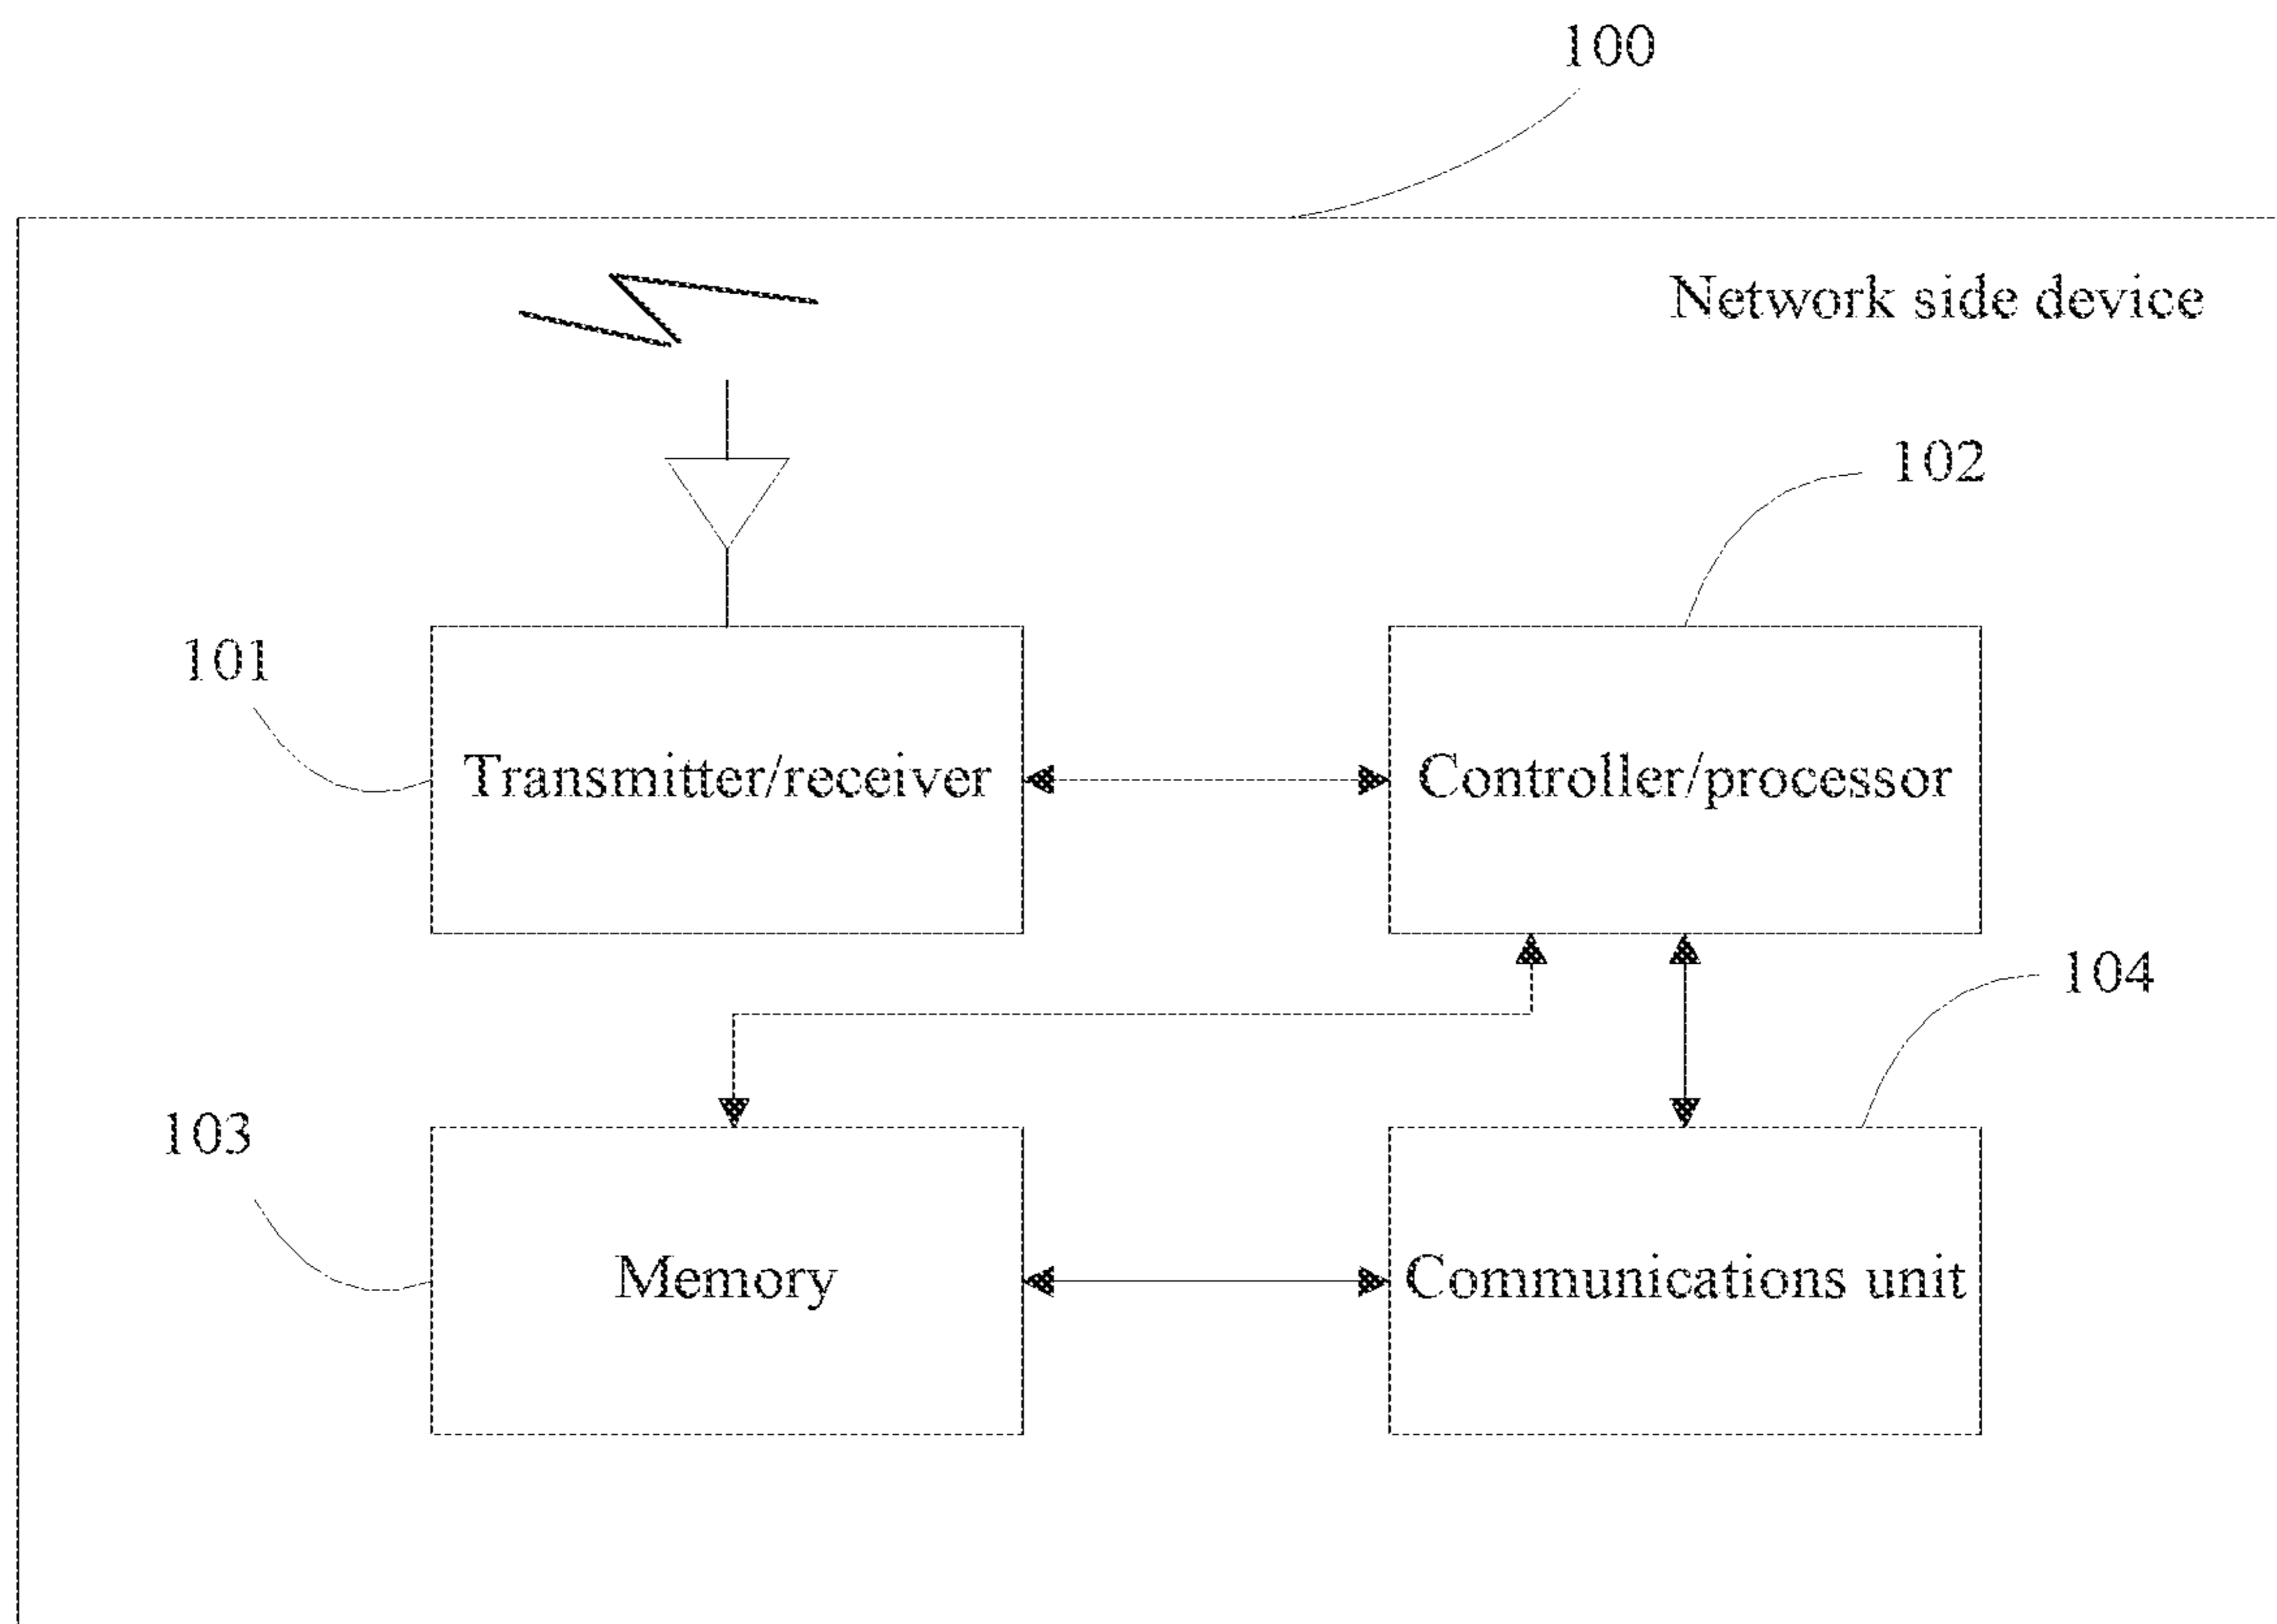 100
Network side device
102
101
Transmitter/receiver
Controller/processor
104
103
Memory
Communications unit